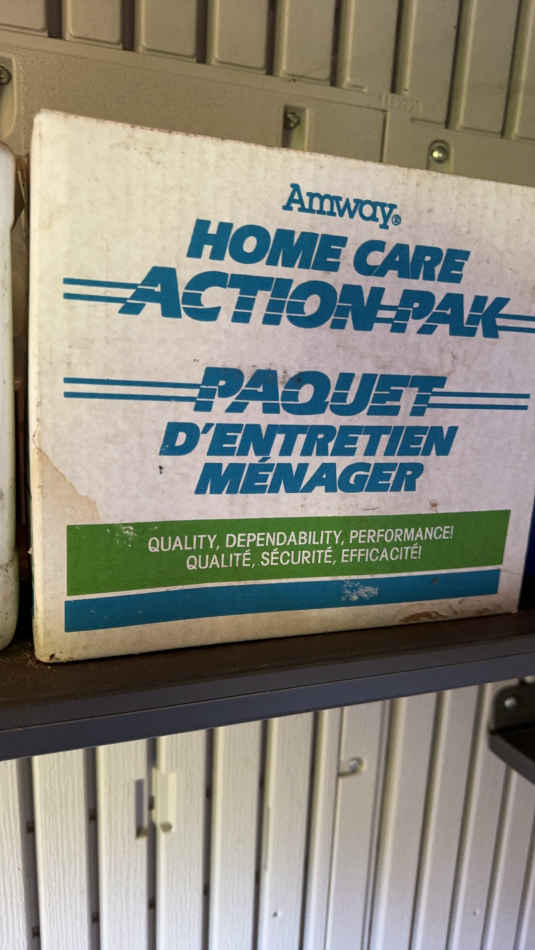 Amway®
HOME CARE
ACTION PAK
PAQUET
D'ENTRETIEN
MÉNAGER
QUALITY, DEPENDABILITY, PERFORMANCE!
QUALITÉ, SÉCURITÉ, EFFICACITÉ!